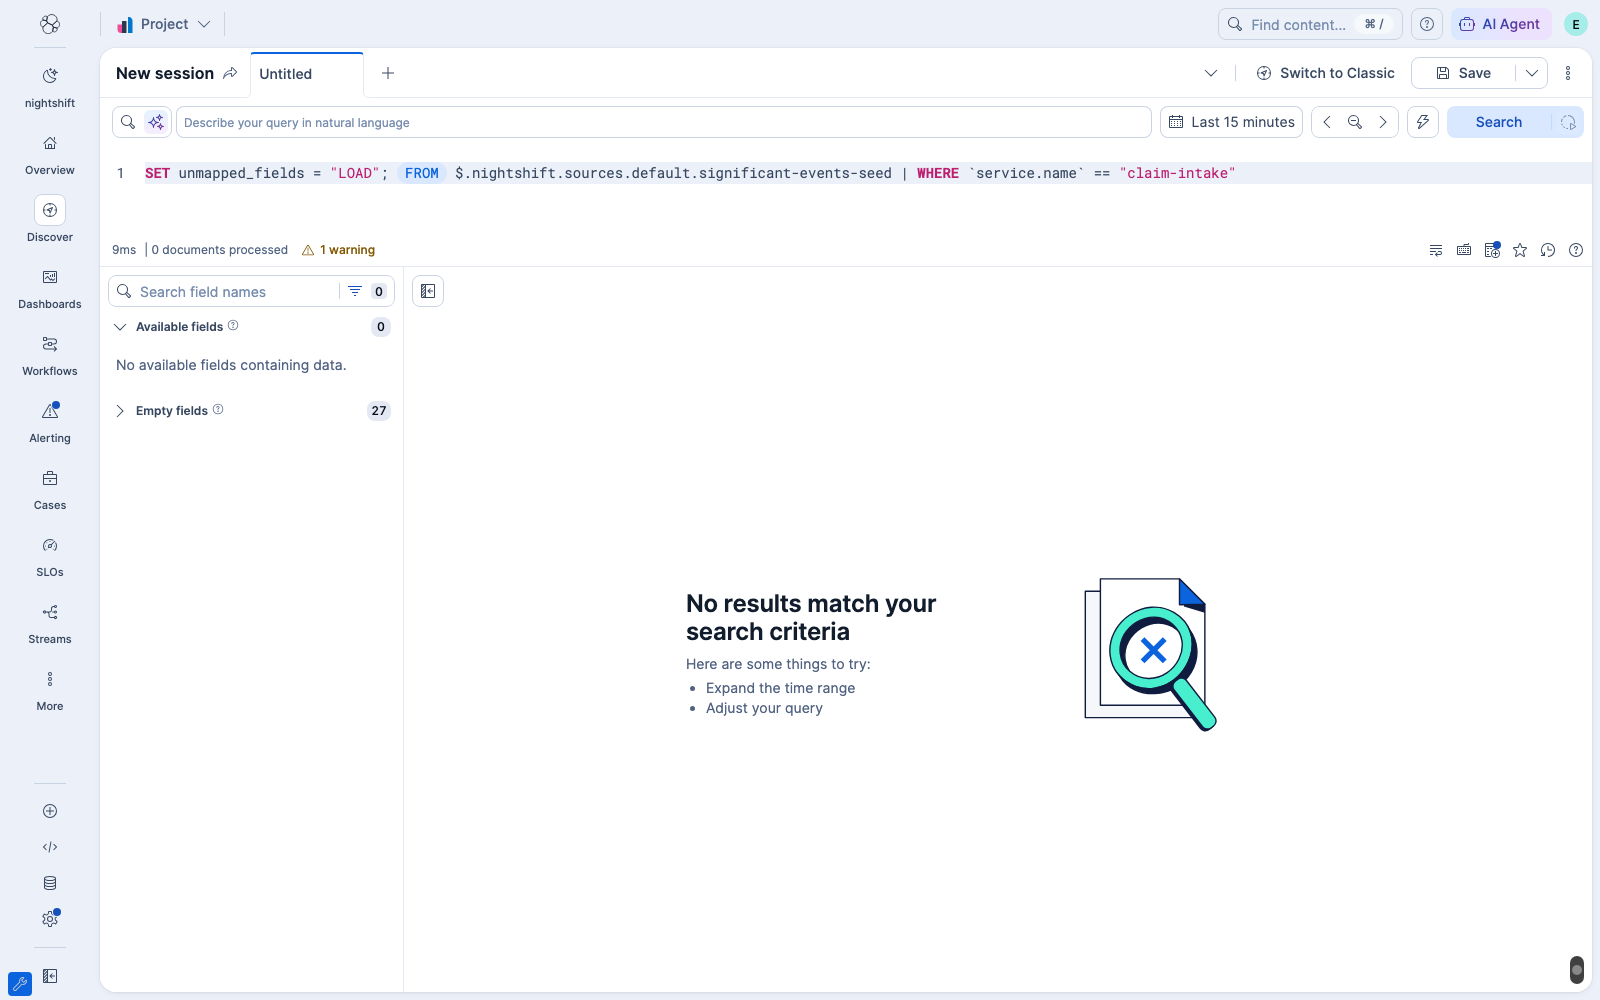 Project
Find content... ⌘ /
AI Agent
E
nightshift
Overview
Discover
Dashboards
Workflows
Alerting
Cases
SLOs
Streams
More
New session
Untitled
Switch to Classic
Save
Describe your query in natural language
Last 15 minutes
Search
1 SET unmapped_fields = "LOAD"; FROM $.nightshift.sources.default.significant-events-seed | WHERE `service.name` == "claim-intake"
9ms | 0 documents processed 1 warning
Search field names 0
Available fields 0
No available fields containing data.
Empty fields 27
No results match your
search criteria
Here are some things to try:
• Expand the time range
• Adjust your query